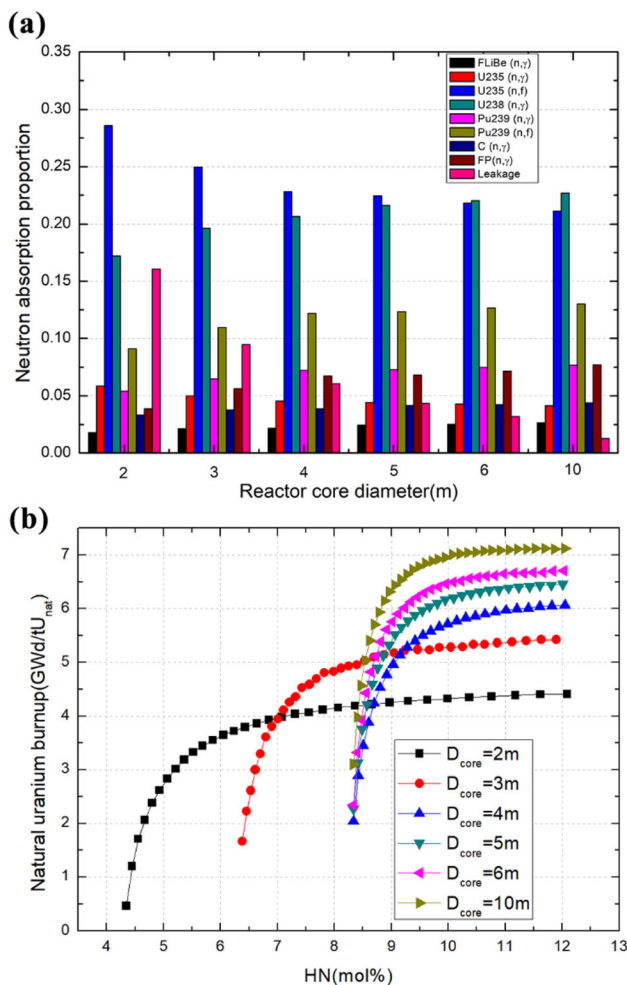 (a)
0.35
0.30
0.25
0.20
0.15
0.10
0.05
0.00
Neutron absorption proportion
FLiBe (n,γ)
U235 (n,γ)
U235 (n,f)
U238 (n,γ)
Pu239 (n,γ)
Pu239 (n,f)
C (n,γ)
FP(n,γ)
Leakage
2 3 4 5 6 10
Reactor core diameter(m)
(b)
7
6
5
4
3
2
1
0
Natural uranium burnup(GWd/tU_nat)
D_core=2m
D_core=3m
D_core=4m
D_core=5m
D_core=6m
D_core=10m
4 5 6 7 8 9 10 11 12 13
HN(mol%)